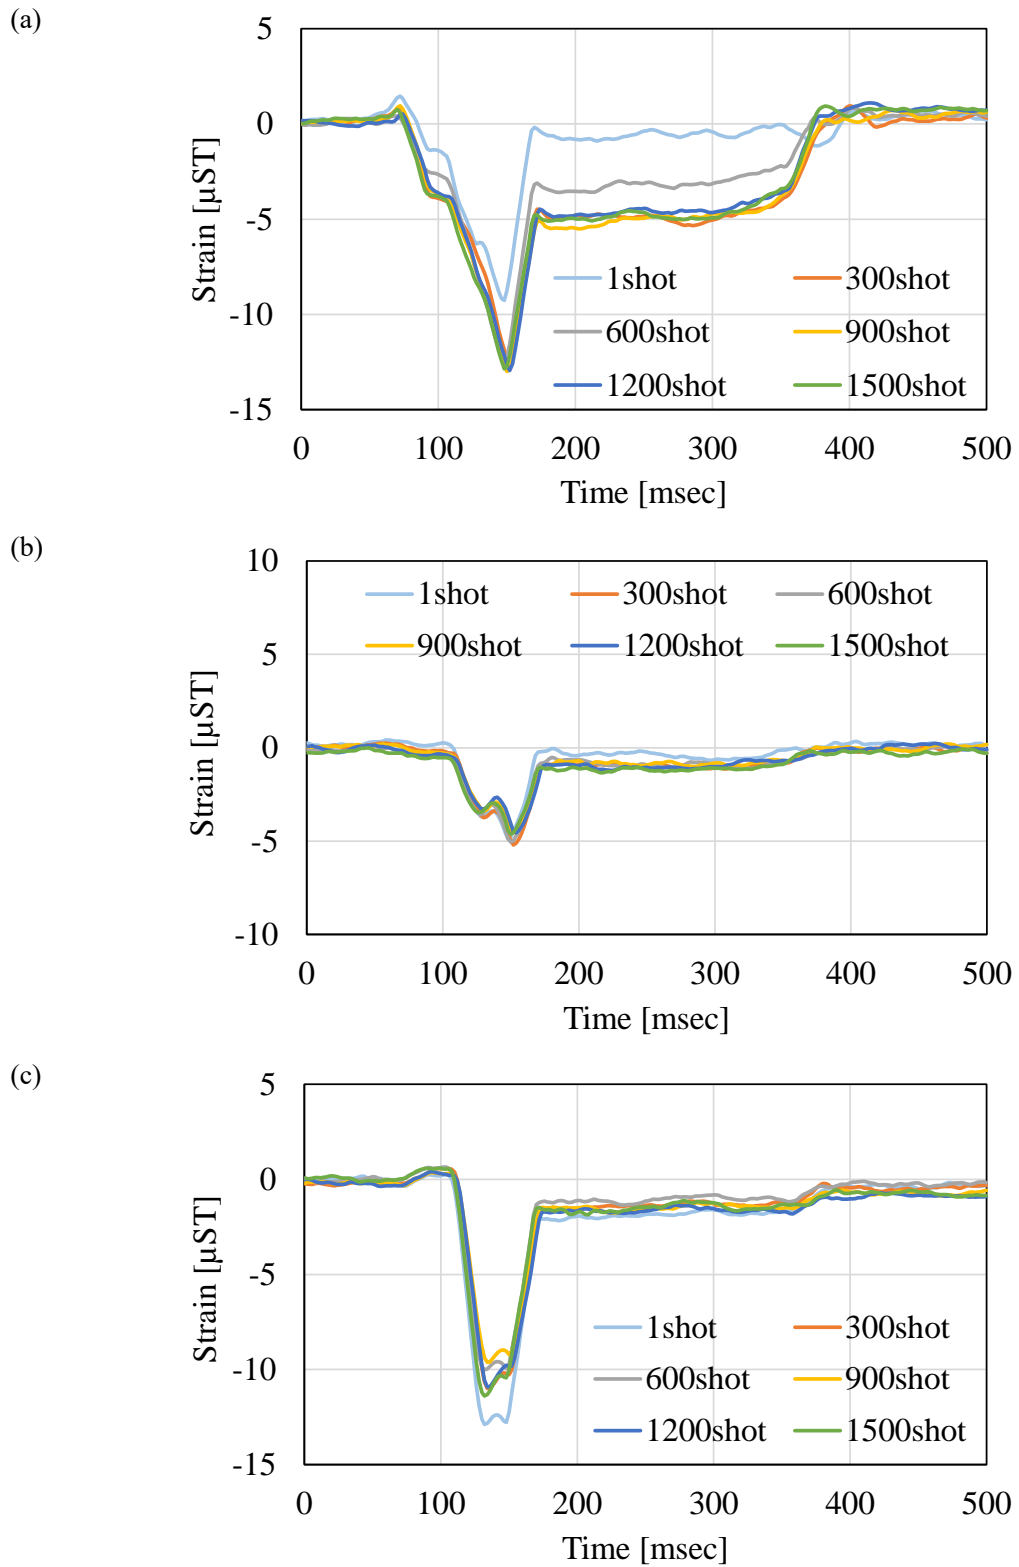 (a)
5
0
-5
-10
-15
Strain [µST]
1shot 300shot
600shot 900shot
1200shot 1500shot
0 100 200 300 400 500
Time [msec]
(b)
10
5
0
-5
-10
Strain [µST]
1shot 300shot 600shot
900shot 1200shot 1500shot
0 100 200 300 400 500
Time [msec]
(c)
5
0
-5
-10
-15
Strain [µST]
1shot 300shot
600shot 900shot
1200shot 1500shot
0 100 200 300 400 500
Time [msec]